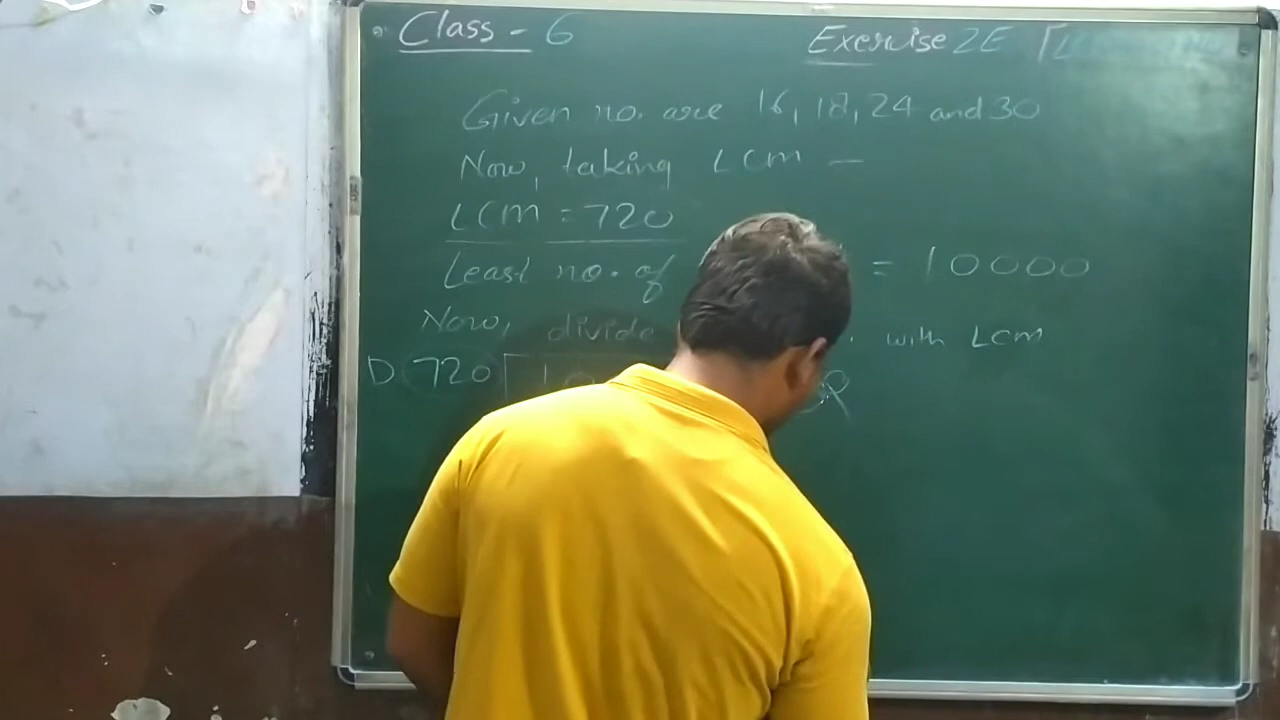 Class - 6
Exercise 2E
Given no. are 16, 18, 24 and 30
Now, taking LCM —
LCM = 720
Least no. of = 10000
Now, divide with LCM
D 720